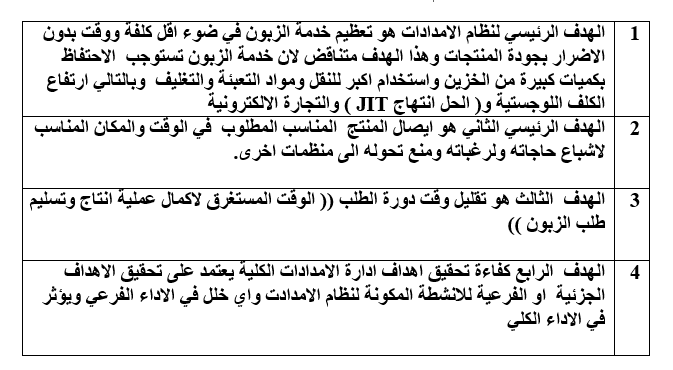 1 الهدف الرئيسي لنظام الامدادات هو تعظيم خدمة الزبون في ضوء اقل كلفة ووقت بدون
الاضرار بجودة المنتجات وهذا الهدف متناقض لان خدمة الزبون تستوجب الاحتفاظ
بكميات كبيرة من الخزين واستخدام اكبر للنقل ومواد التعبئة والتغليف وبالتالي ارتفاع
الكلف اللوجستية و( الحل انتهاج JIT ) والتجارة الالكترونية
2 الهدف الرئيسي الثاني هو ايصال المنتج المناسب المطلوب في الوقت والمكان المناسب
لاشباع حاجاته ولرغباته ومنع تحوله الى منظمات اخرى.
3 الهدف الثالث هو تقليل وقت دورة الطلب (( الوقت المستغرق لاكمال عملية انتاج وتسليم
طلب الزبون ))
4 الهدف الرابع كفاءة تحقيق اهداف ادارة الامدادات الكلية يعتمد على تحقيق الاهداف
الجزئية او الفرعية للانشطة المكونة لنظام الامدادت واي خلل في الاداء الفرعي ويؤثر
في الاداء الكلي